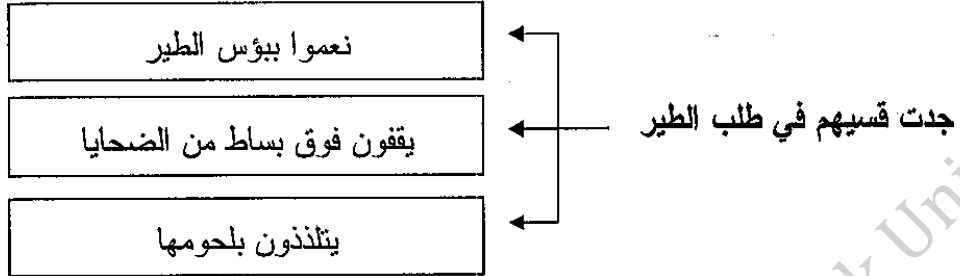 نعموا ببؤس الطير
جدت قسيهم في طلب الطير
يقفون فوق بساط من الضحايا
يتلذذون بلحومها